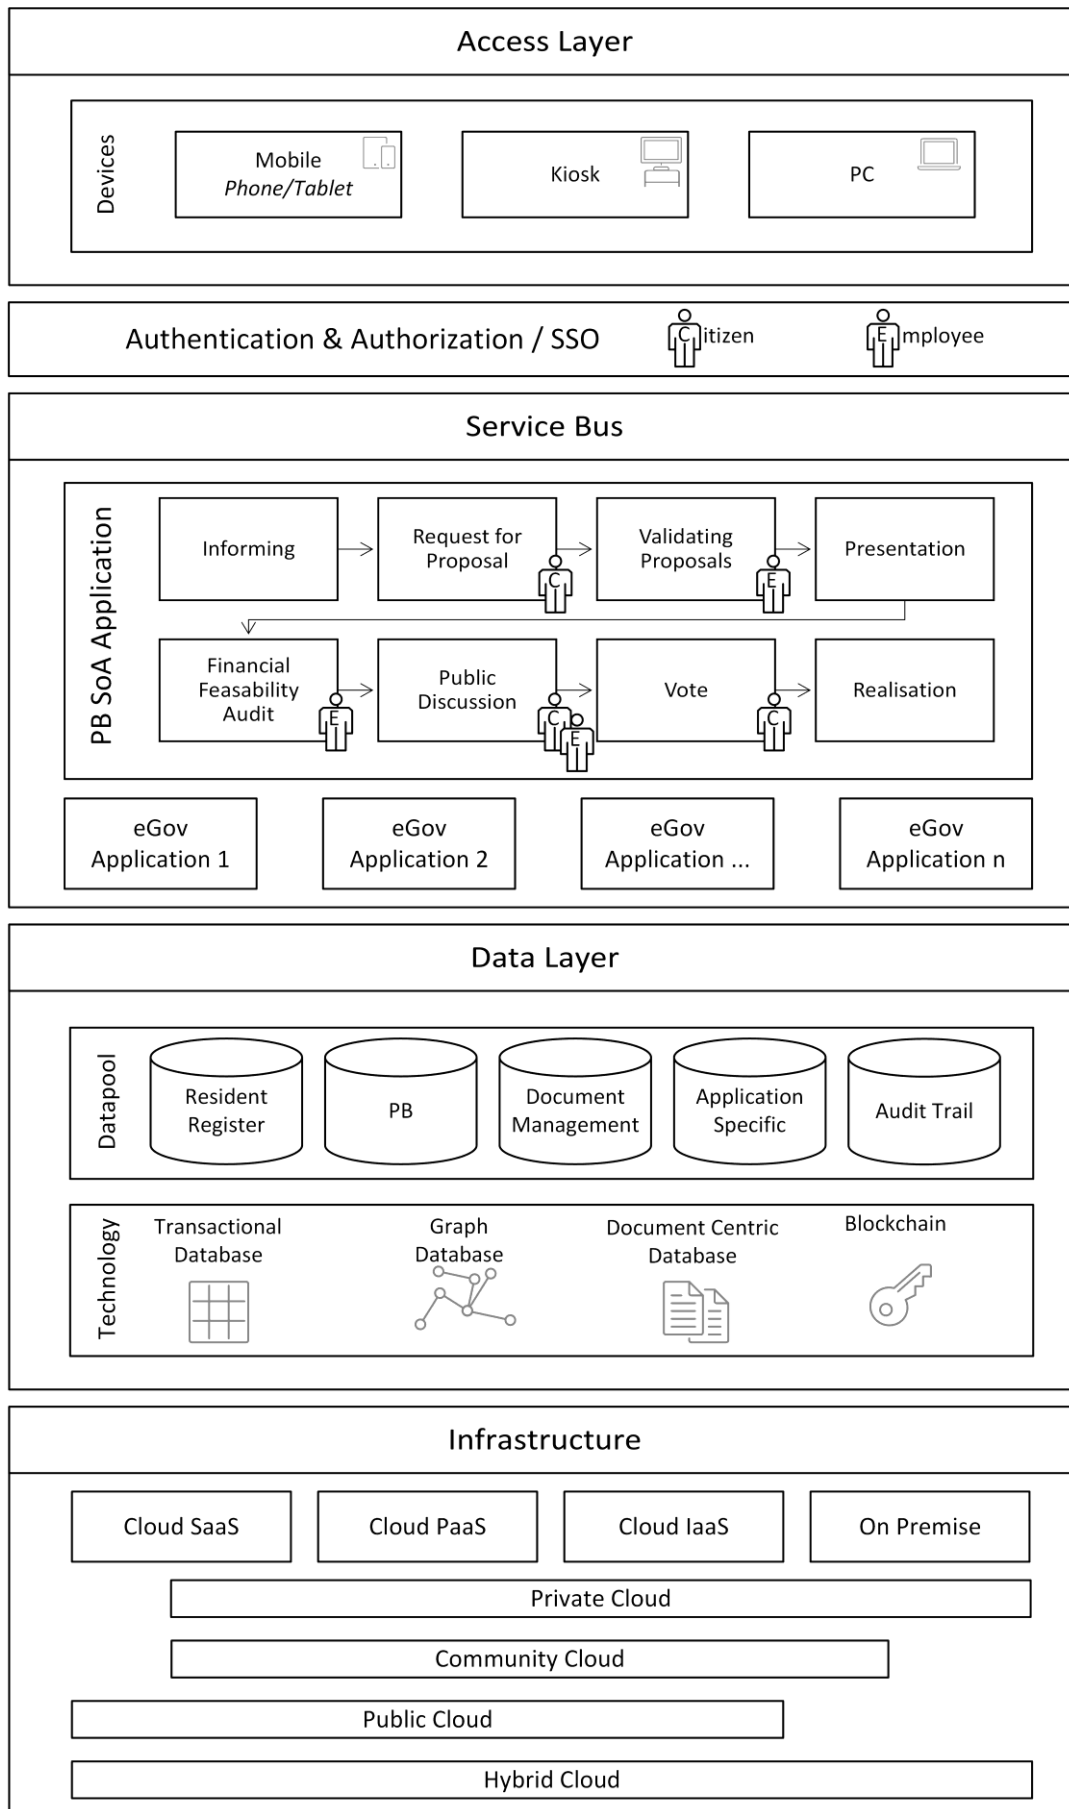 Access Layer
Devices
Mobile
Phone/Tablet
Kiosk
PC
Authentication & Authorization / SSO
Citizen
Employee
Service Bus
PB SoA Application
Informing
Request for
Proposal
C
Validating
Proposals
E
Presentation
Financial
Feasability
Audit
E
Public
Discussion
C
E
Vote
C
Realisation
eGov
Application 1
eGov
Application 2
eGov
Application ...
eGov
Application n
Data Layer
Datapool
Resident
Register
PB
Document
Management
Application
Specific
Audit Trail
Technology
Transactional
Database
Graph
Database
Document Centric
Database
Blockchain
Infrastructure
Cloud SaaS
Cloud PaaS
Cloud IaaS
On Premise
Private Cloud
Community Cloud
Public Cloud
Hybrid Cloud